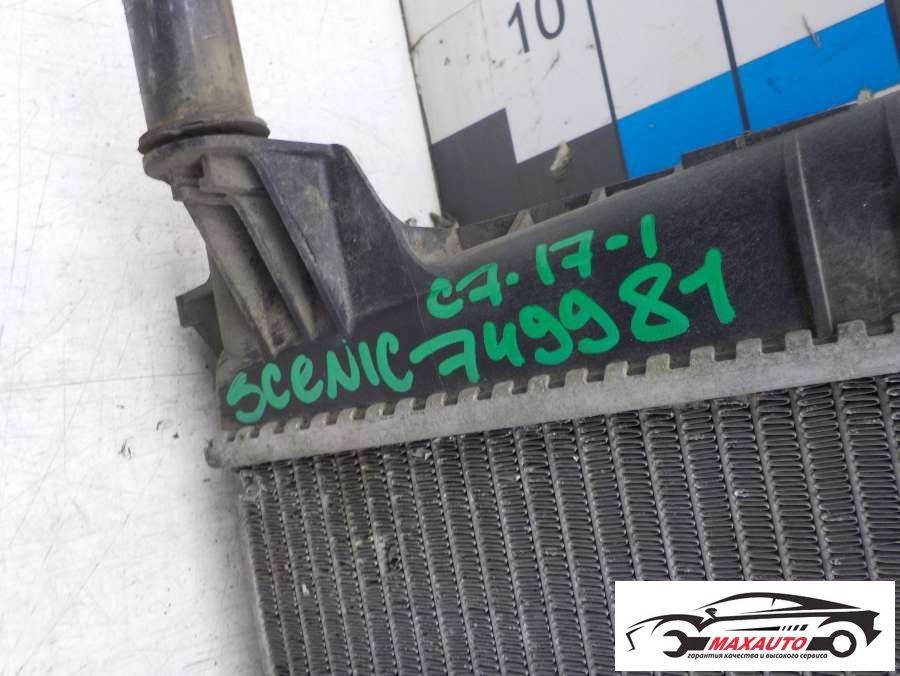 10
C7-17-1
SCENIC 749981
MAXAUTO
гарантия качества и высокого сервиса